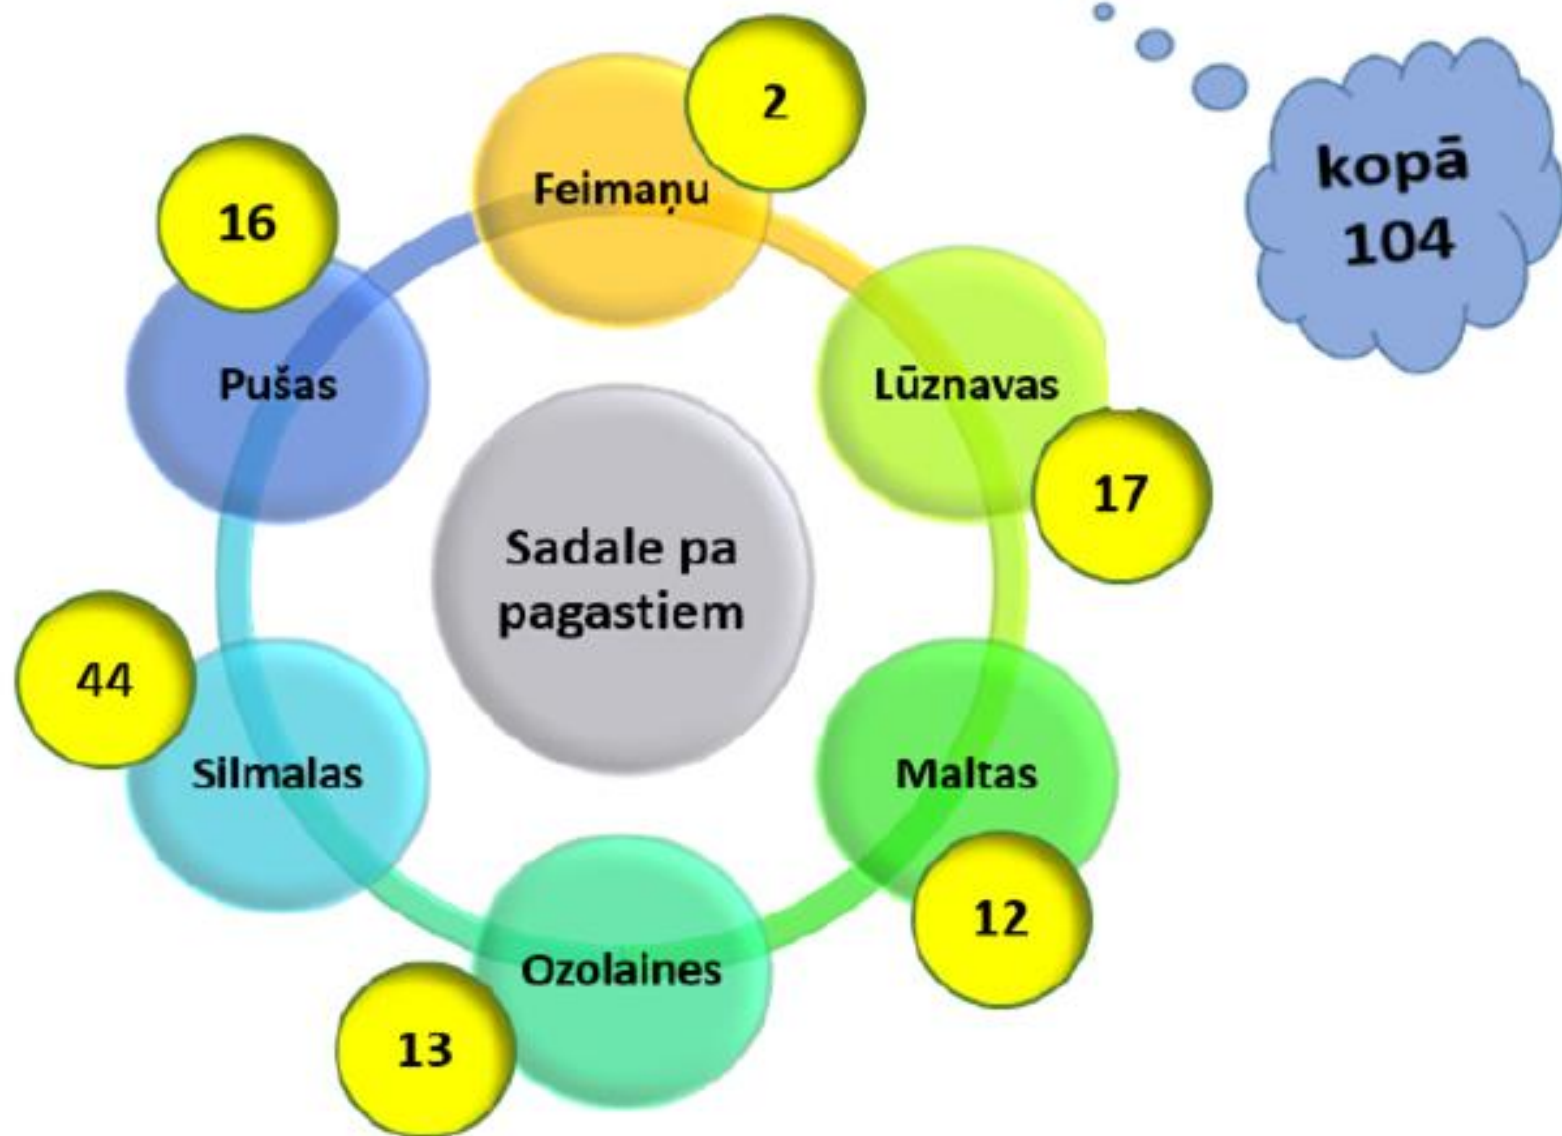 2
Feimaņu
16
Pušas
kopā
104
Lūznavas
17
Sadale pa
pagastiem
44
Silmalas
Maltas
12
Ozolaines
13